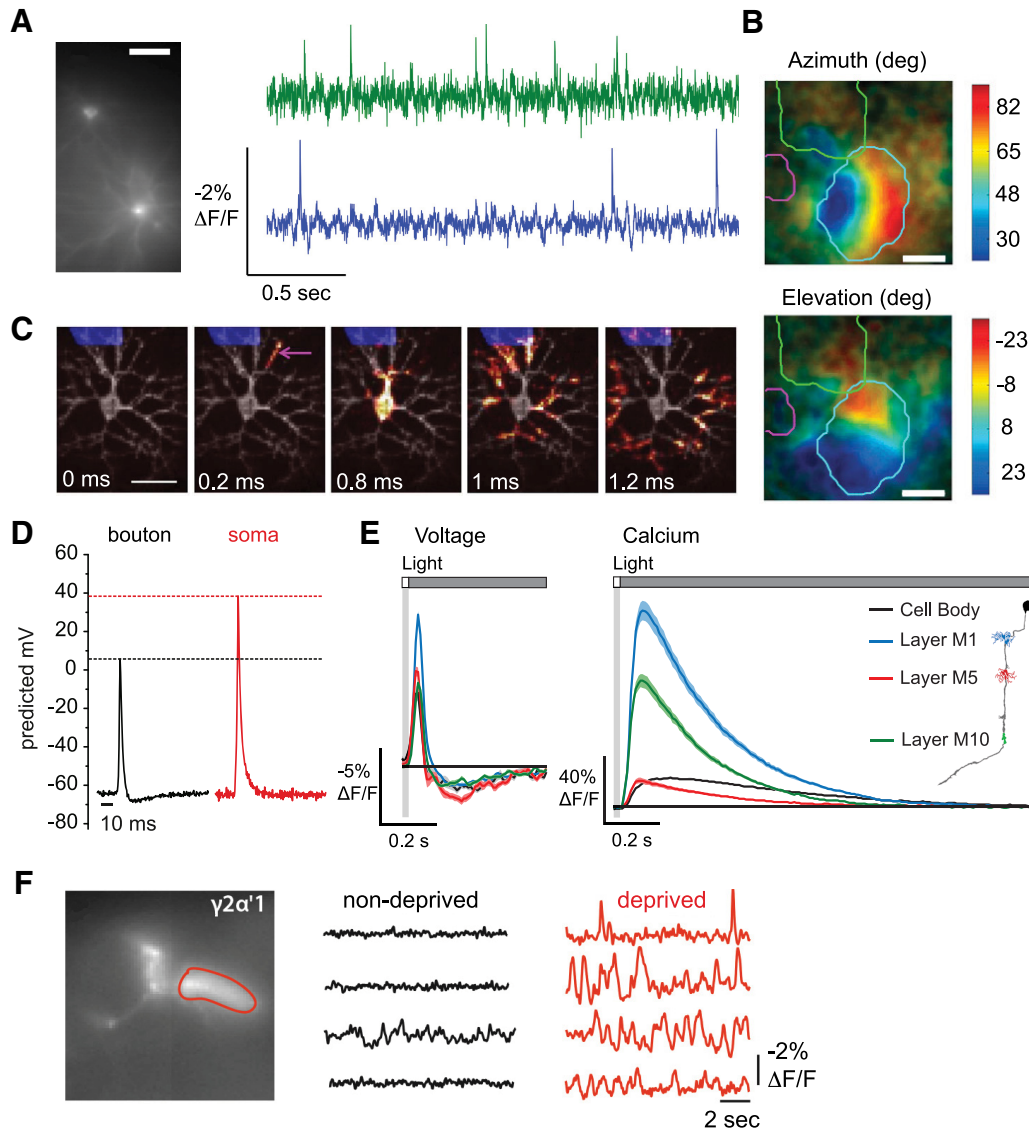 A
-2%
ΔF/F
0.5 sec
B
Azimuth (deg)
82
65
48
30
Elevation (deg)
-23
-8
8
23
C
0 ms
0.2 ms
0.8 ms
1 ms
1.2 ms
D
bouton
soma
predicted mV
60
40
20
0
-20
-40
-60
-80
10 ms
E
Voltage
Light
-5%
ΔF/F
0.2 s
Calcium
Light
40%
ΔF/F
0.2 s
Cell Body
Layer M1
Layer M5
Layer M10
F
γ2α'1
non-deprived
deprived
-2%
ΔF/F
2 sec